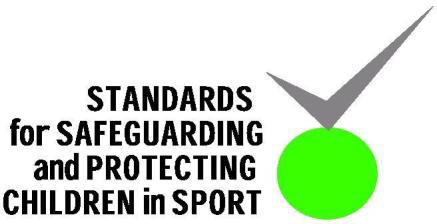 STANDARDS
for SAFEGUARDING
and PROTECTING
CHILDREN in SPORT